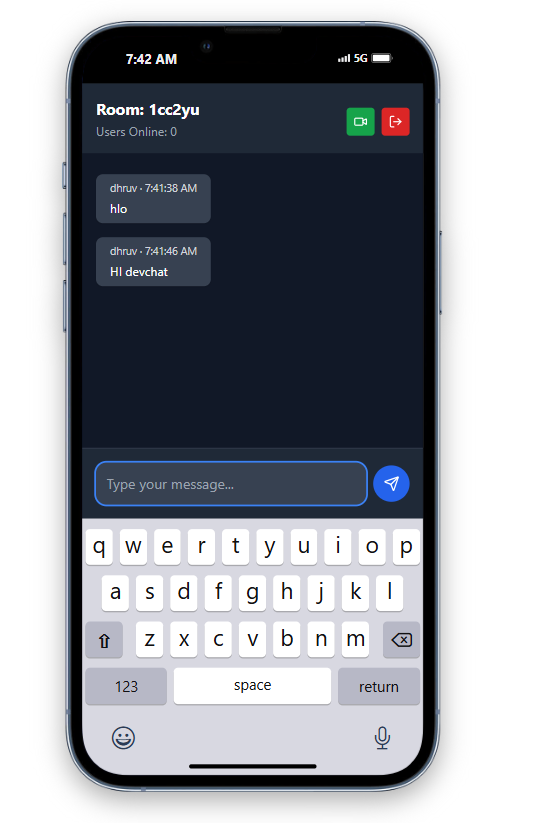 7:42 AM
5G
Room: 1cc2yu
Users Online: 0
dhruv · 7:41:38 AM
hlo
dhruv · 7:41:46 AM
HI devchat
Type your message...
q w e r t y u i o p
a s d f g h j k l
z x c v b n m
123 space return